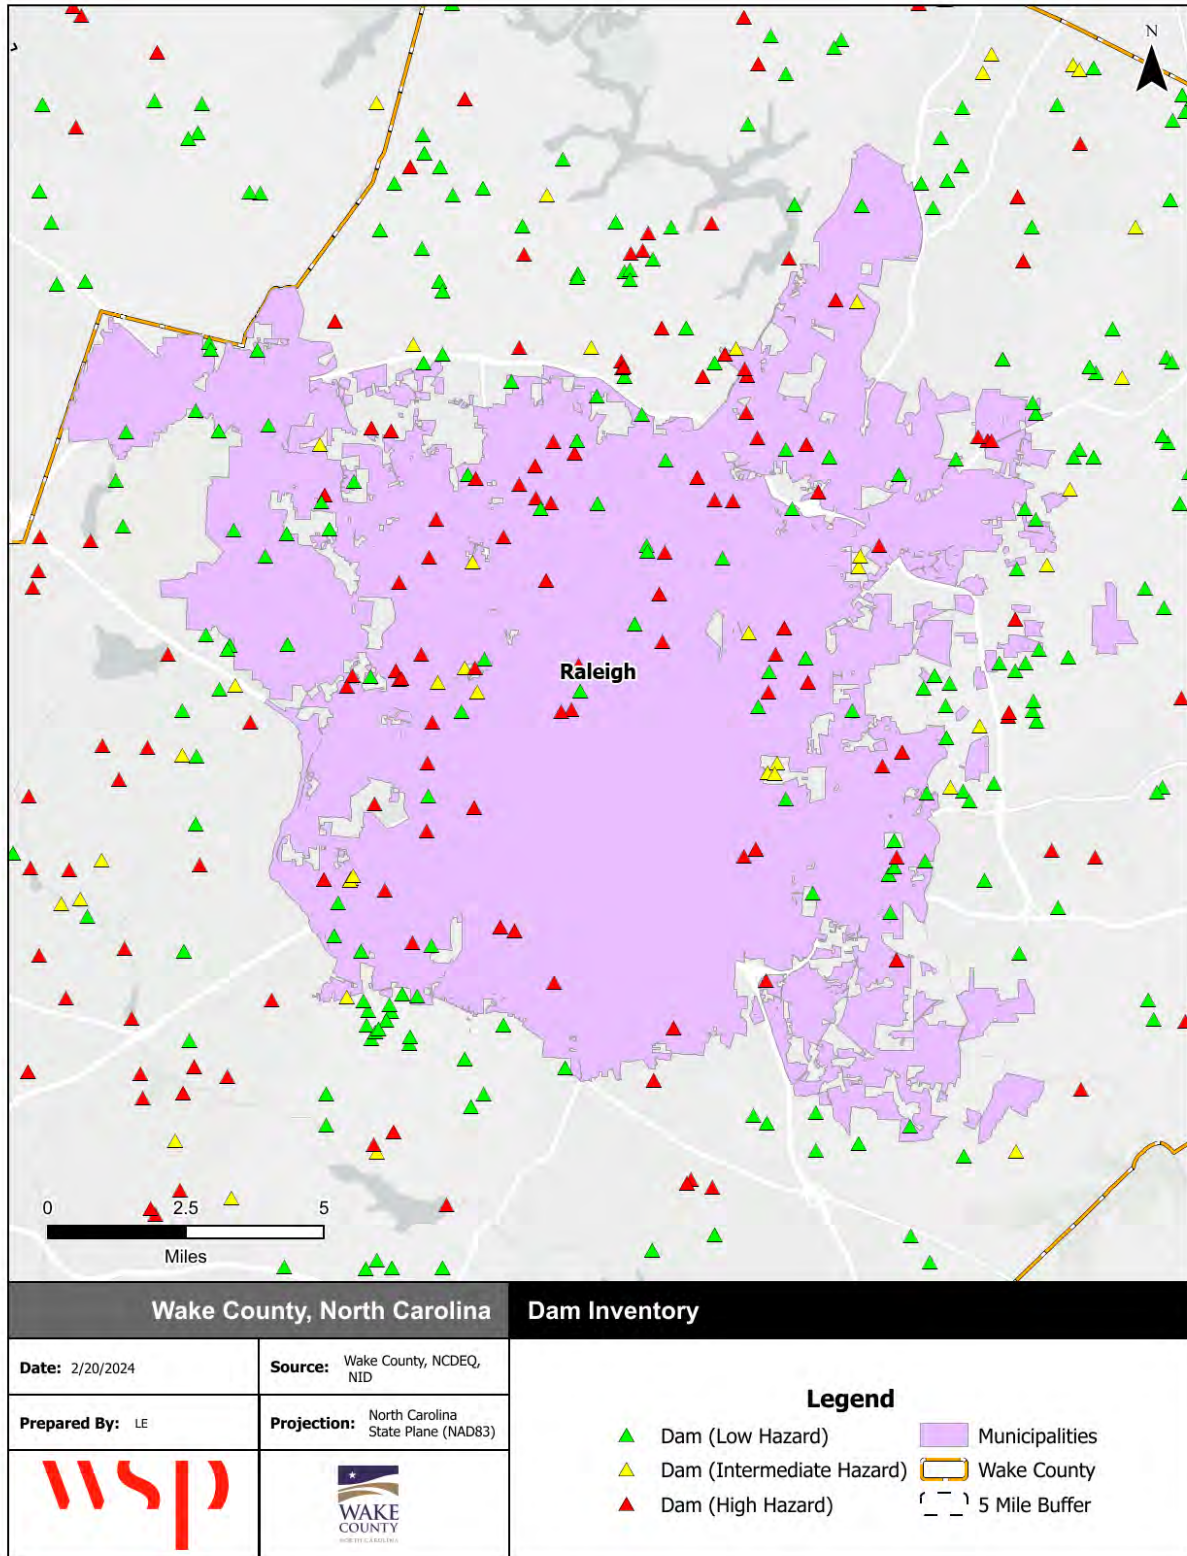 N
Raleigh
0 2.5 5
Miles
Wake County, North Carolina
Dam Inventory
Date: 2/20/2024
Source: Wake County, NCDEQ,
NID
Prepared By: LE
Projection: North Carolina
State Plane (NAD83)
wsp
WAKE
COUNTY
NORTH CAROLINA
Legend
Dam (Low Hazard)
Dam (Intermediate Hazard)
Dam (High Hazard)
Municipalities
Wake County
5 Mile Buffer